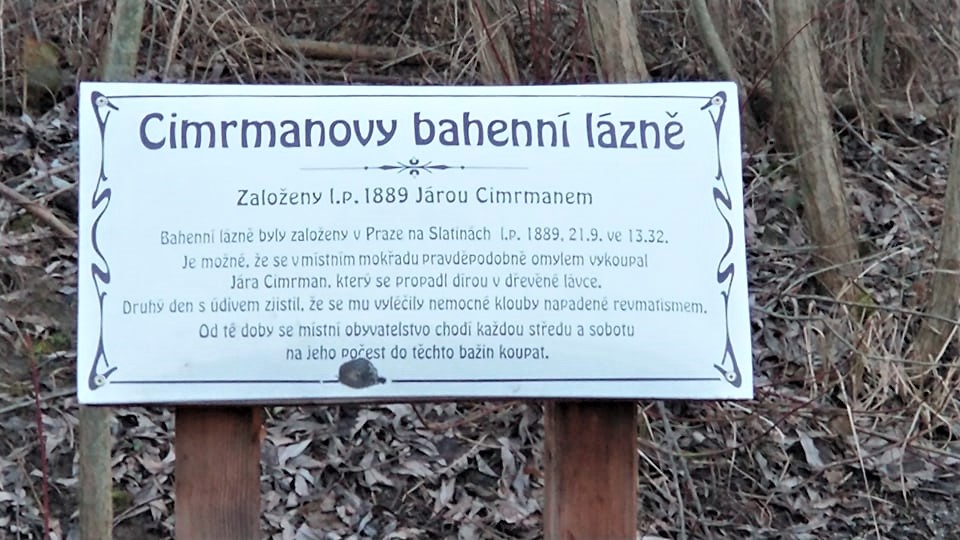 Cimrmanovy bahenní lázně
Založeny l.p. 1889 Járou Cimrmanem
Bahenní lázně byly založeny v Praze na Slatinách l.p. 1889, 21.9. ve 13.32.
Je možné, že se v místním mokřadu pravděpodobně omylem vykoupal
Jára Cimrman, který se propadl dírou v dřevěné lávce.
Druhý den s údivem zjistil, že se mu vyléčily nemocné klouby napadené revmatismem.
Od té doby se místní obyvatelstvo chodí každou středu a sobotu
na jeho počest do těchto bažin koupat.